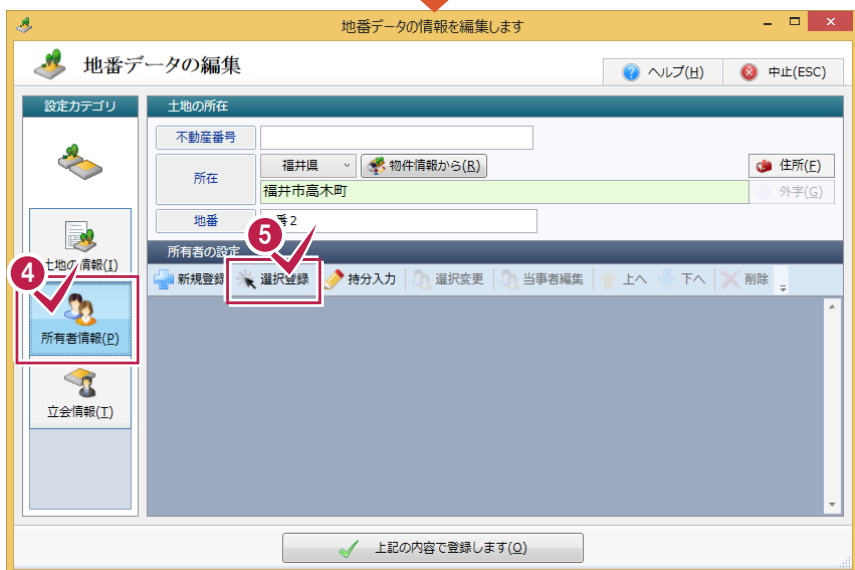 地番データの情報を編集します
地番データの編集
ヘルプ(H)
中止(ESC)
設定カテゴリ
土地の情報(I)
4
所有者情報(P)
立会情報(T)
土地の所在
不動産番号
所在
福井県
物件情報から(R)
住所(F)
福井市高木町
外字(G)
地番
番2
5
所有者の設定
新規登録 選択登録 持分入力 選択変更 当事者編集 上へ 下へ 削除
上記の内容で登録します(O)